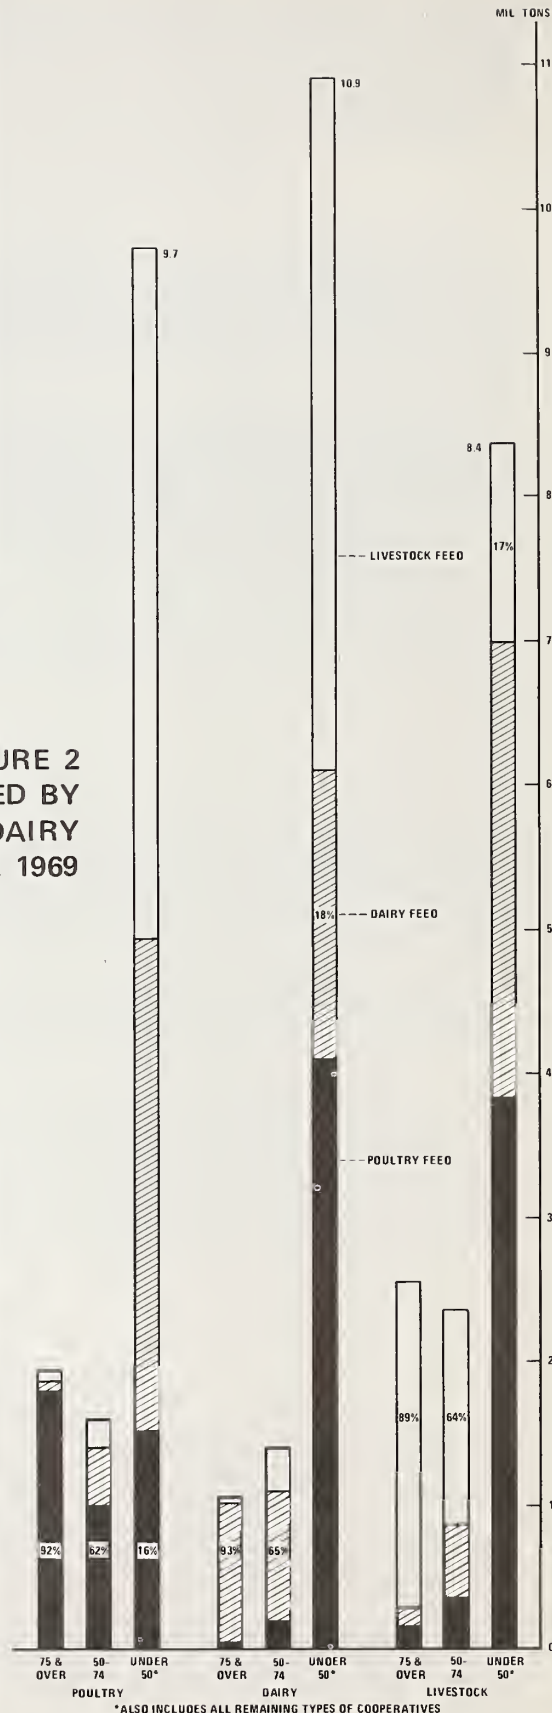 MIL TONS
11
10.9
10
9.7
9
8.4
8
LIVESTOCK FEED
17%
7
URE 2
ED BY
DAIRY
1969
6
18%
DAIRY FEED
5
4
POULTRY FEED
3
2
89%
64%
1
92%
62%
16%
93%
65%
0
75 & OVER
50-74
UNDER 50*
75 & OVER
50-74
UNDER 50*
75 & OVER
50-74
UNDER 50*
POULTRY
DAIRY
LIVESTOCK
*ALSO INCLUDES ALL REMAINING TYPES OF COOPERATIVES